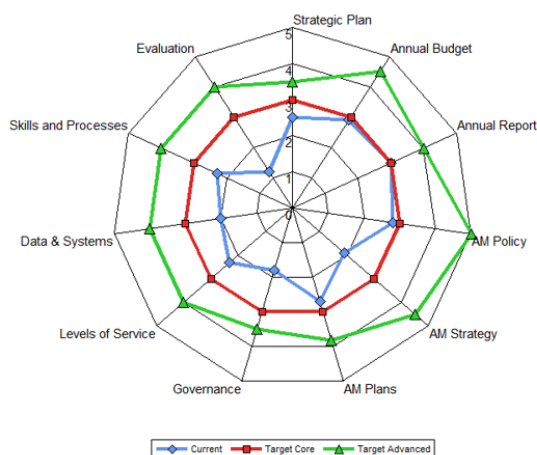 Strategic Plan
5
Evaluation
Annual Budget
4
3
Skills and Processes
Annual Report
2
1
0
Data & Systems
AM Policy
Levels of Service
AM Strategy
Governance
AM Plans
Current
Target Core
Target Advanced